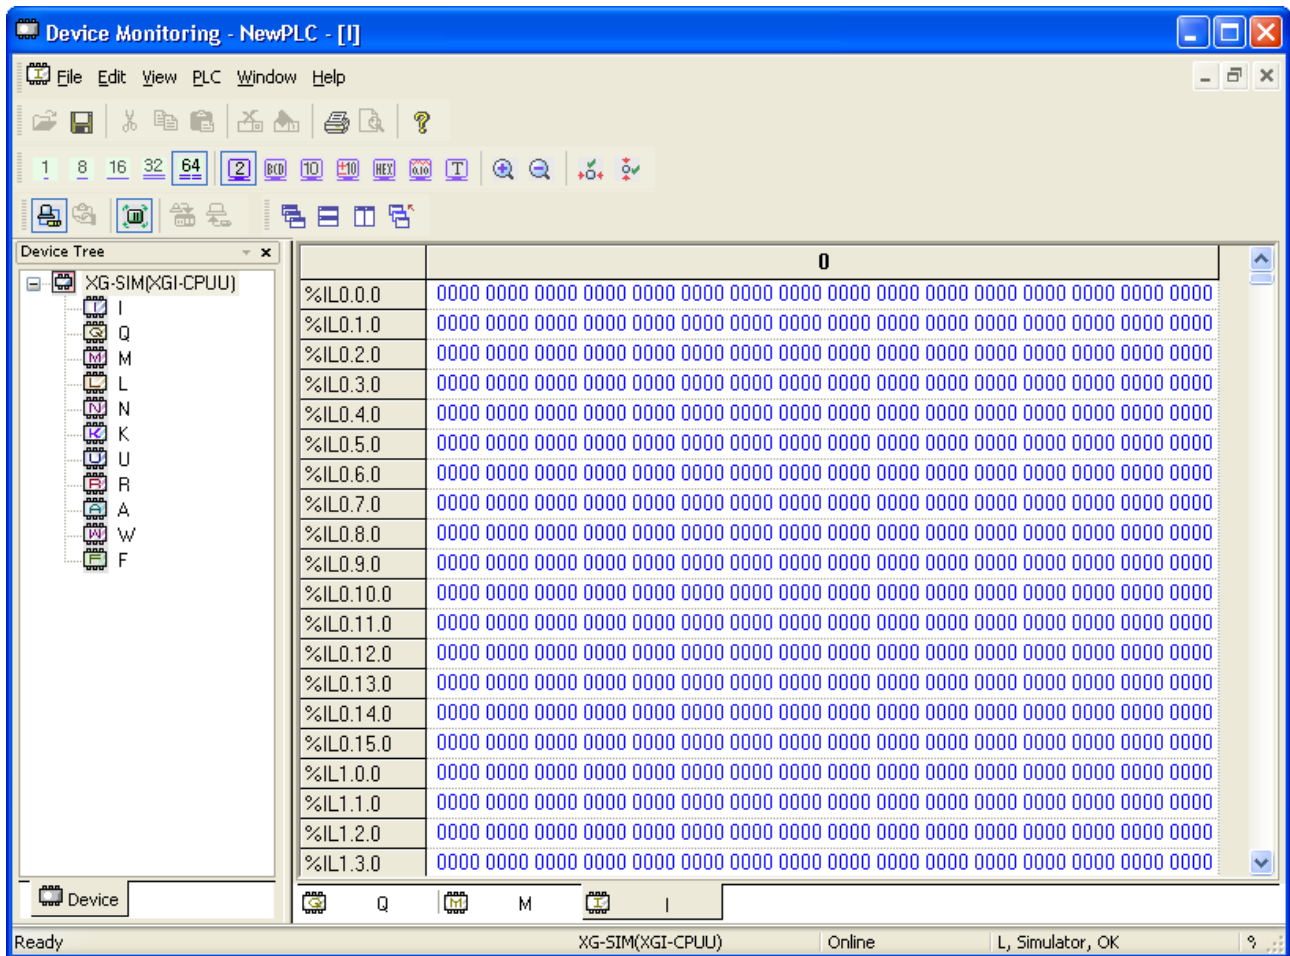 Device Monitoring - NewPLC - [I]
File Edit View PLC Window Help
1 8 16 32 64 2 BCD 10 ±10 HEX 0.10 T
Device Tree
XG-SIM(XGI-CPUU)
I
Q
M
L
N
K
U
R
A
W
F
Device
0
%IL0.0.0 0000 0000 0000 0000 0000 0000 0000 0000 0000 0000 0000 0000 0000 0000 0000 0000
%IL0.1.0 0000 0000 0000 0000 0000 0000 0000 0000 0000 0000 0000 0000 0000 0000 0000 0000
%IL0.2.0 0000 0000 0000 0000 0000 0000 0000 0000 0000 0000 0000 0000 0000 0000 0000 0000
%IL0.3.0 0000 0000 0000 0000 0000 0000 0000 0000 0000 0000 0000 0000 0000 0000 0000 0000
%IL0.4.0 0000 0000 0000 0000 0000 0000 0000 0000 0000 0000 0000 0000 0000 0000 0000 0000
%IL0.5.0 0000 0000 0000 0000 0000 0000 0000 0000 0000 0000 0000 0000 0000 0000 0000 0000
%IL0.6.0 0000 0000 0000 0000 0000 0000 0000 0000 0000 0000 0000 0000 0000 0000 0000 0000
%IL0.7.0 0000 0000 0000 0000 0000 0000 0000 0000 0000 0000 0000 0000 0000 0000 0000 0000
%IL0.8.0 0000 0000 0000 0000 0000 0000 0000 0000 0000 0000 0000 0000 0000 0000 0000 0000
%IL0.9.0 0000 0000 0000 0000 0000 0000 0000 0000 0000 0000 0000 0000 0000 0000 0000 0000
%IL0.10.0 0000 0000 0000 0000 0000 0000 0000 0000 0000 0000 0000 0000 0000 0000 0000 0000
%IL0.11.0 0000 0000 0000 0000 0000 0000 0000 0000 0000 0000 0000 0000 0000 0000 0000 0000
%IL0.12.0 0000 0000 0000 0000 0000 0000 0000 0000 0000 0000 0000 0000 0000 0000 0000 0000
%IL0.13.0 0000 0000 0000 0000 0000 0000 0000 0000 0000 0000 0000 0000 0000 0000 0000 0000
%IL0.14.0 0000 0000 0000 0000 0000 0000 0000 0000 0000 0000 0000 0000 0000 0000 0000 0000
%IL0.15.0 0000 0000 0000 0000 0000 0000 0000 0000 0000 0000 0000 0000 0000 0000 0000 0000
%IL1.0.0 0000 0000 0000 0000 0000 0000 0000 0000 0000 0000 0000 0000 0000 0000 0000 0000
%IL1.1.0 0000 0000 0000 0000 0000 0000 0000 0000 0000 0000 0000 0000 0000 0000 0000 0000
%IL1.2.0 0000 0000 0000 0000 0000 0000 0000 0000 0000 0000 0000 0000 0000 0000 0000 0000
%IL1.3.0 0000 0000 0000 0000 0000 0000 0000 0000 0000 0000 0000 0000 0000 0000 0000 0000
Q M I
Ready XG-SIM(XGI-CPUU) Online L, Simulator, OK